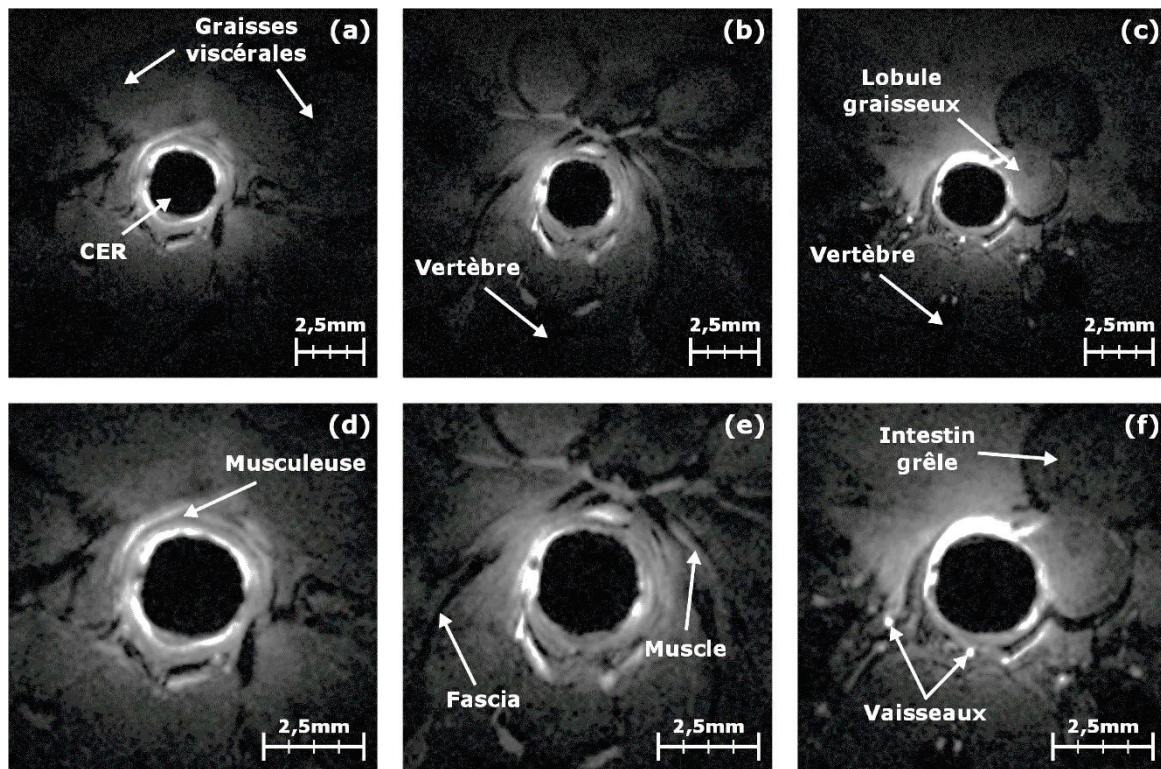 Graisses
viscérales
(a)
CER
2,5mm
(b)
Vertèbre
2,5mm
(c)
Lobule
graisseux
Vertèbre
2,5mm
(d)
Musculeuse
2,5mm
(e)
Muscle
Fascia
2,5mm
(f)
Intestin
grêle
Vaisseaux
2,5mm